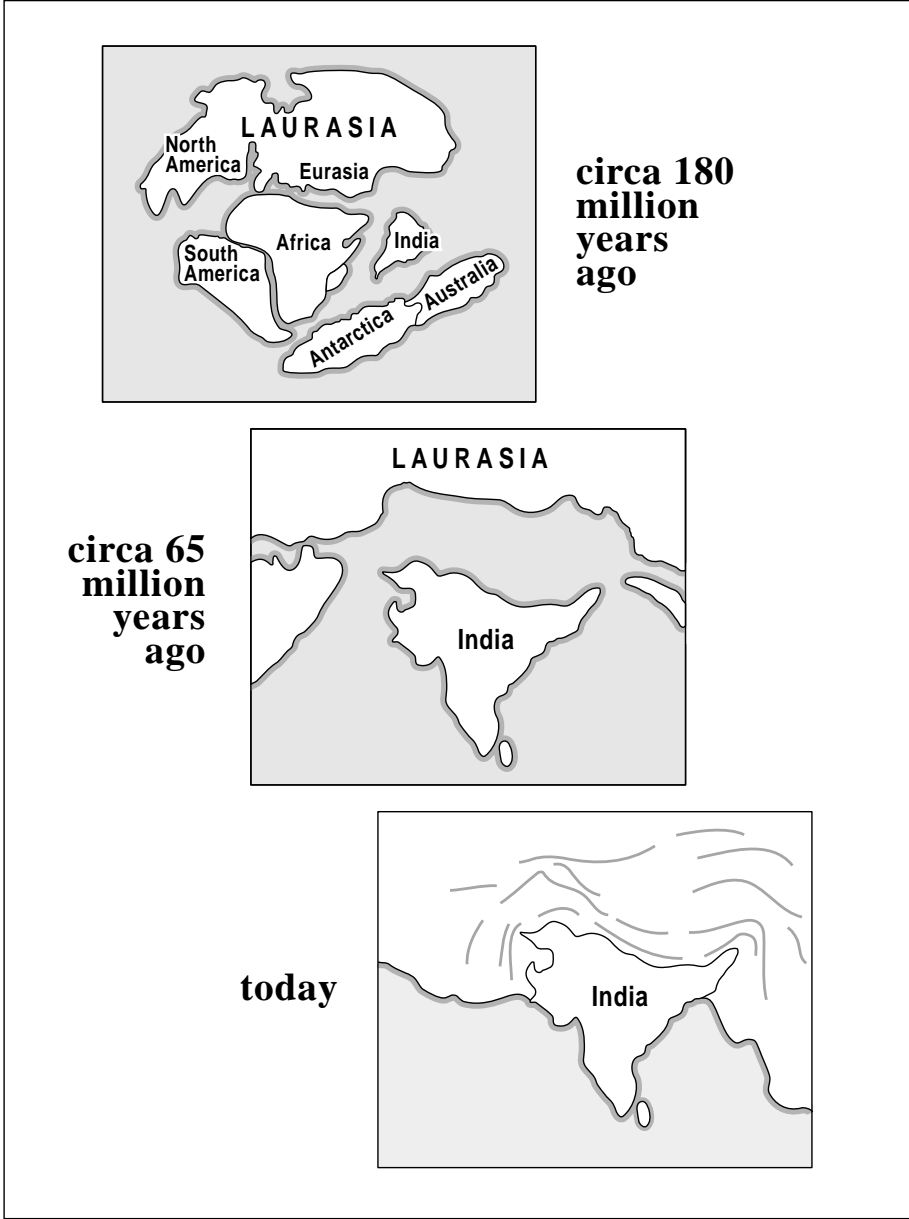 LAURASIA
North
America
Eurasia
Africa
India
South
America
Australia
Antarctica
circa 180
million
years
ago
LAURASIA
India
circa 65
million
years
ago
today
India